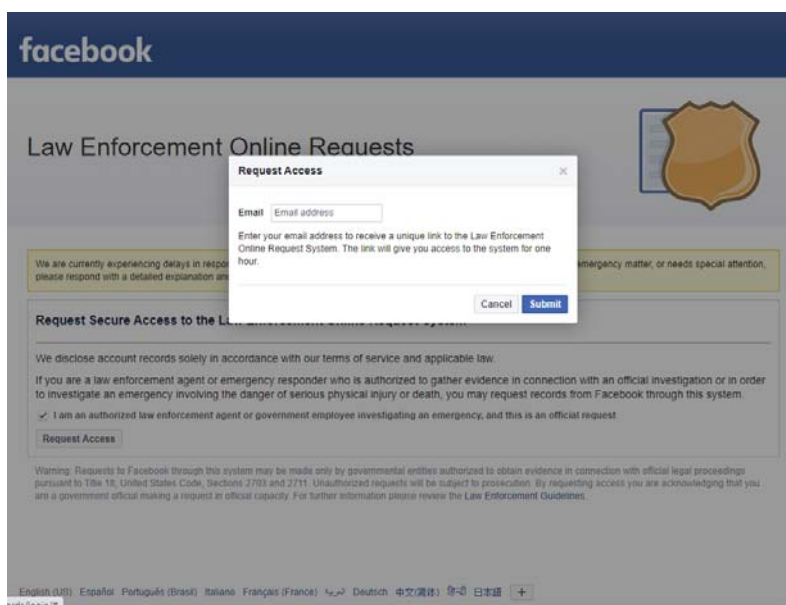 facebook
Law Enforcement Online Requests
Request Access
Email Email address
Enter your email address to receive a unique link to the Law Enforcement
Online Request System. The link will give you access to the system for one
hour.
Cancel Submit
We are currently experiencing delays in emergency matter, or needs special attention,
please respond with a detailed explanation
Request Secure Access to the
We disclose account records solely in accordance with our terms of service and applicable law.
If you are a law enforcement agent or emergency responder who is authorized to gather evidence in connection with an official investigation or in order
to investigate an emergency involving the danger of serious physical injury or death, you may request records from Facebook through this system.
I am an authorized law enforcement agent or government employee investigating an emergency, and this is an official request
Request Access
Warning: Requests to Facebook through this system may be made only by governmental entities authorized to obtain evidence in connection with official legal proceedings
pursuant to Title 18, United States Code, Sections 2703 and 2711. Unauthorized requests will be subject to prosecution. By requesting access you are acknowledging that you
are a government official making a request in official capacity. For further information please review the Law Enforcement Guidelines.
English (US) Español Português (Brasil) Italiano Français (France) العربية Deutsch 中文(简体) हिन्दी 日本語 +